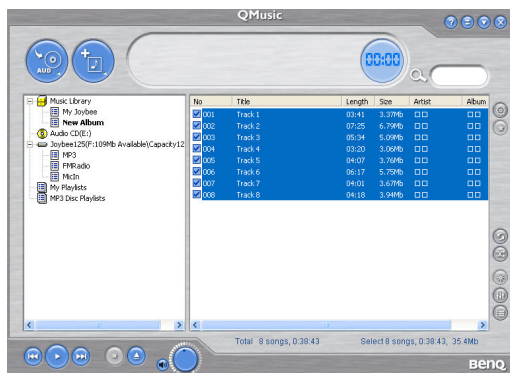 QMusic
AUD
00:00
Music Library
My Joybee
New Album
Audio CD(E:)
Joybee125(F:109Mb Available\Capacity12
MP3
FMRadio
MicIn
My Playlists
MP3 Disc Playlists
No Title Length Size Artist Album
001 Track 1 03:41 3.37Mb □□ □□
002 Track 2 07:25 6.79Mb □□ □□
003 Track 3 05:34 5.09Mb □□ □□
004 Track 4 03:20 3.06Mb □□ □□
005 Track 5 04:07 3.76Mb □□ □□
006 Track 6 06:17 5.75Mb □□ □□
007 Track 7 04:01 3.67Mb □□ □□
008 Track 8 04:18 3.94Mb □□ □□
Total 8 songs, 0:38:43 Select 8 songs, 0:38:43, 35.4Mb
BenQ